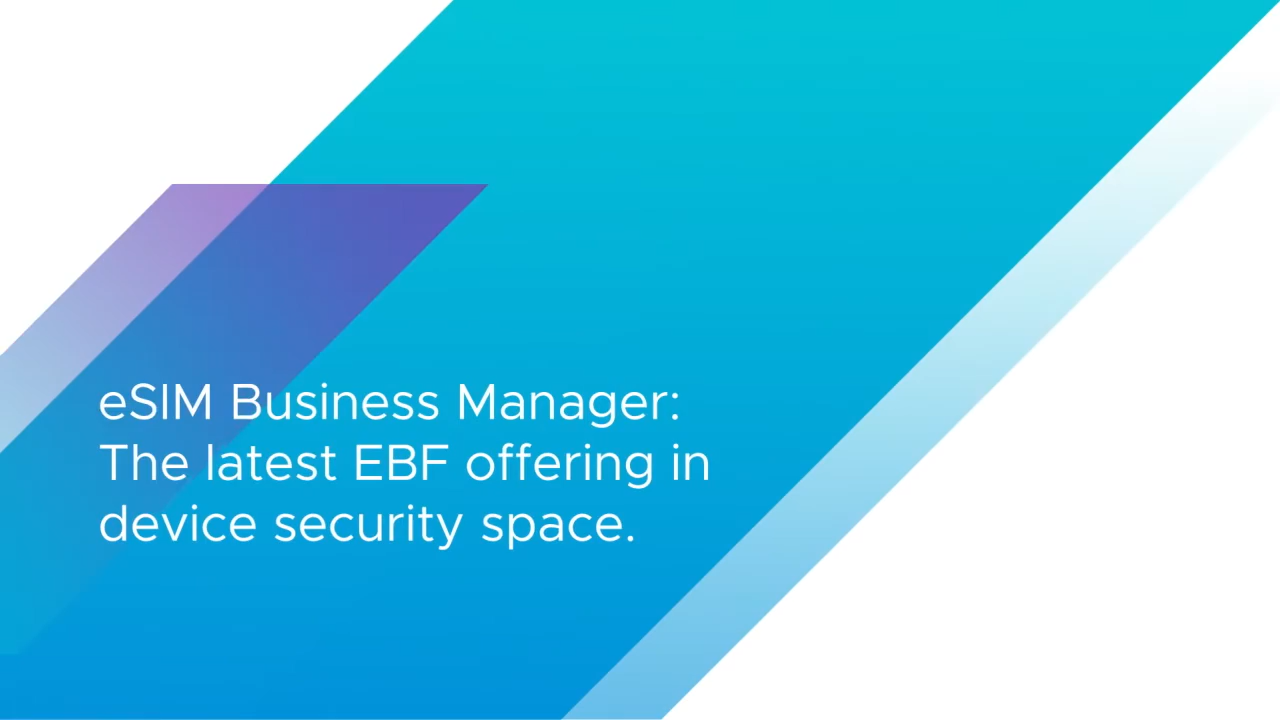 eSIM Business Manager:
The latest EBF offering in
device security space.